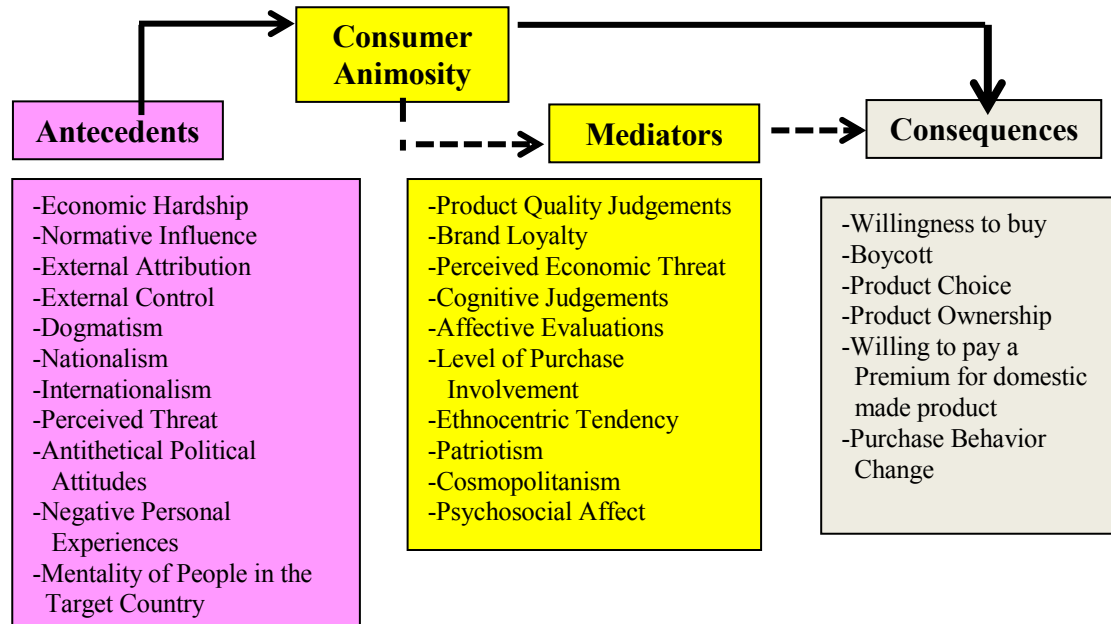 Consumer
Animosity
Antecedents
Mediators
Consequences
-Economic Hardship
-Normative Influence
-External Attribution
-External Control
-Dogmatism
-Nationalism
-Internationalism
-Perceived Threat
-Antithetical Political
Attitudes
-Negative Personal
Experiences
-Mentality of People in the
Target Country
-Product Quality Judgements
-Brand Loyalty
-Perceived Economic Threat
-Cognitive Judgements
-Affective Evaluations
-Level of Purchase
Involvement
-Ethnocentric Tendency
-Patriotism
-Cosmopolitanism
-Psychosocial Affect
-Willingness to buy
-Boycott
-Product Choice
-Product Ownership
-Willing to pay a
Premium for domestic
made product
-Purchase Behavior
Change